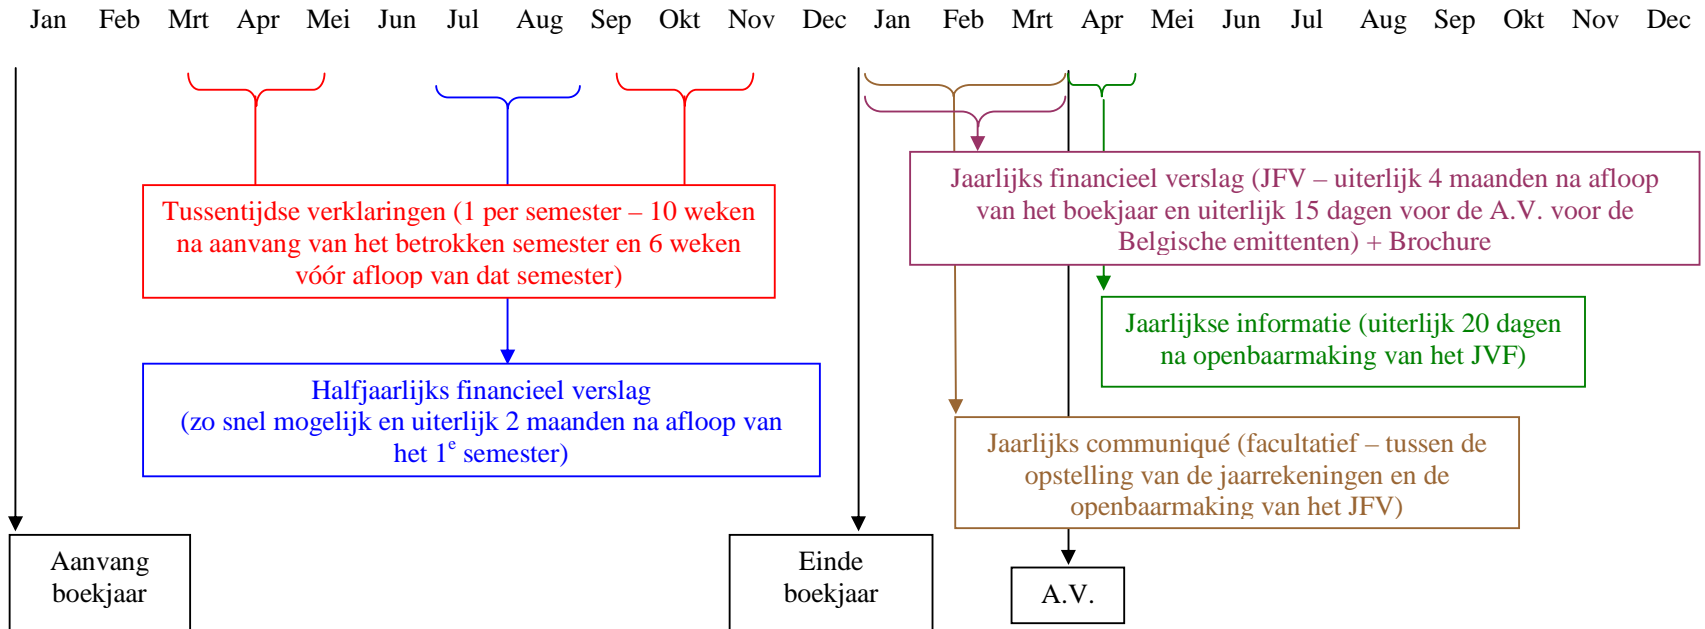 Jan Feb Mrt Apr Mei Jun Jul Aug Sep Okt Nov Dec Jan Feb Mrt Apr Mei Jun Jul Aug Sep Okt Nov Dec
Tussentijdse verklaringen (1 per semester – 10 weken
na aanvang van het betrokken semester en 6 weken
vóór afloop van dat semester)
Halfjaarlijks financieel verslag
(zo snel mogelijk en uiterlijk 2 maanden na afloop van
het 1e semester)
Jaarlijks financieel verslag (JFV – uiterlijk 4 maanden na afloop
van het boekjaar en uiterlijk 15 dagen voor de A.V. voor de
Belgische emittenten) + Brochure
Jaarlijkse informatie (uiterlijk 20 dagen
na openbaarmaking van het JVF)
Jaarlijks communiqué (facultatief – tussen de
opstelling van de jaarrekeningen en de
openbaarmaking van het JFV)
Aanvang
boekjaar
Einde
boekjaar
A.V.